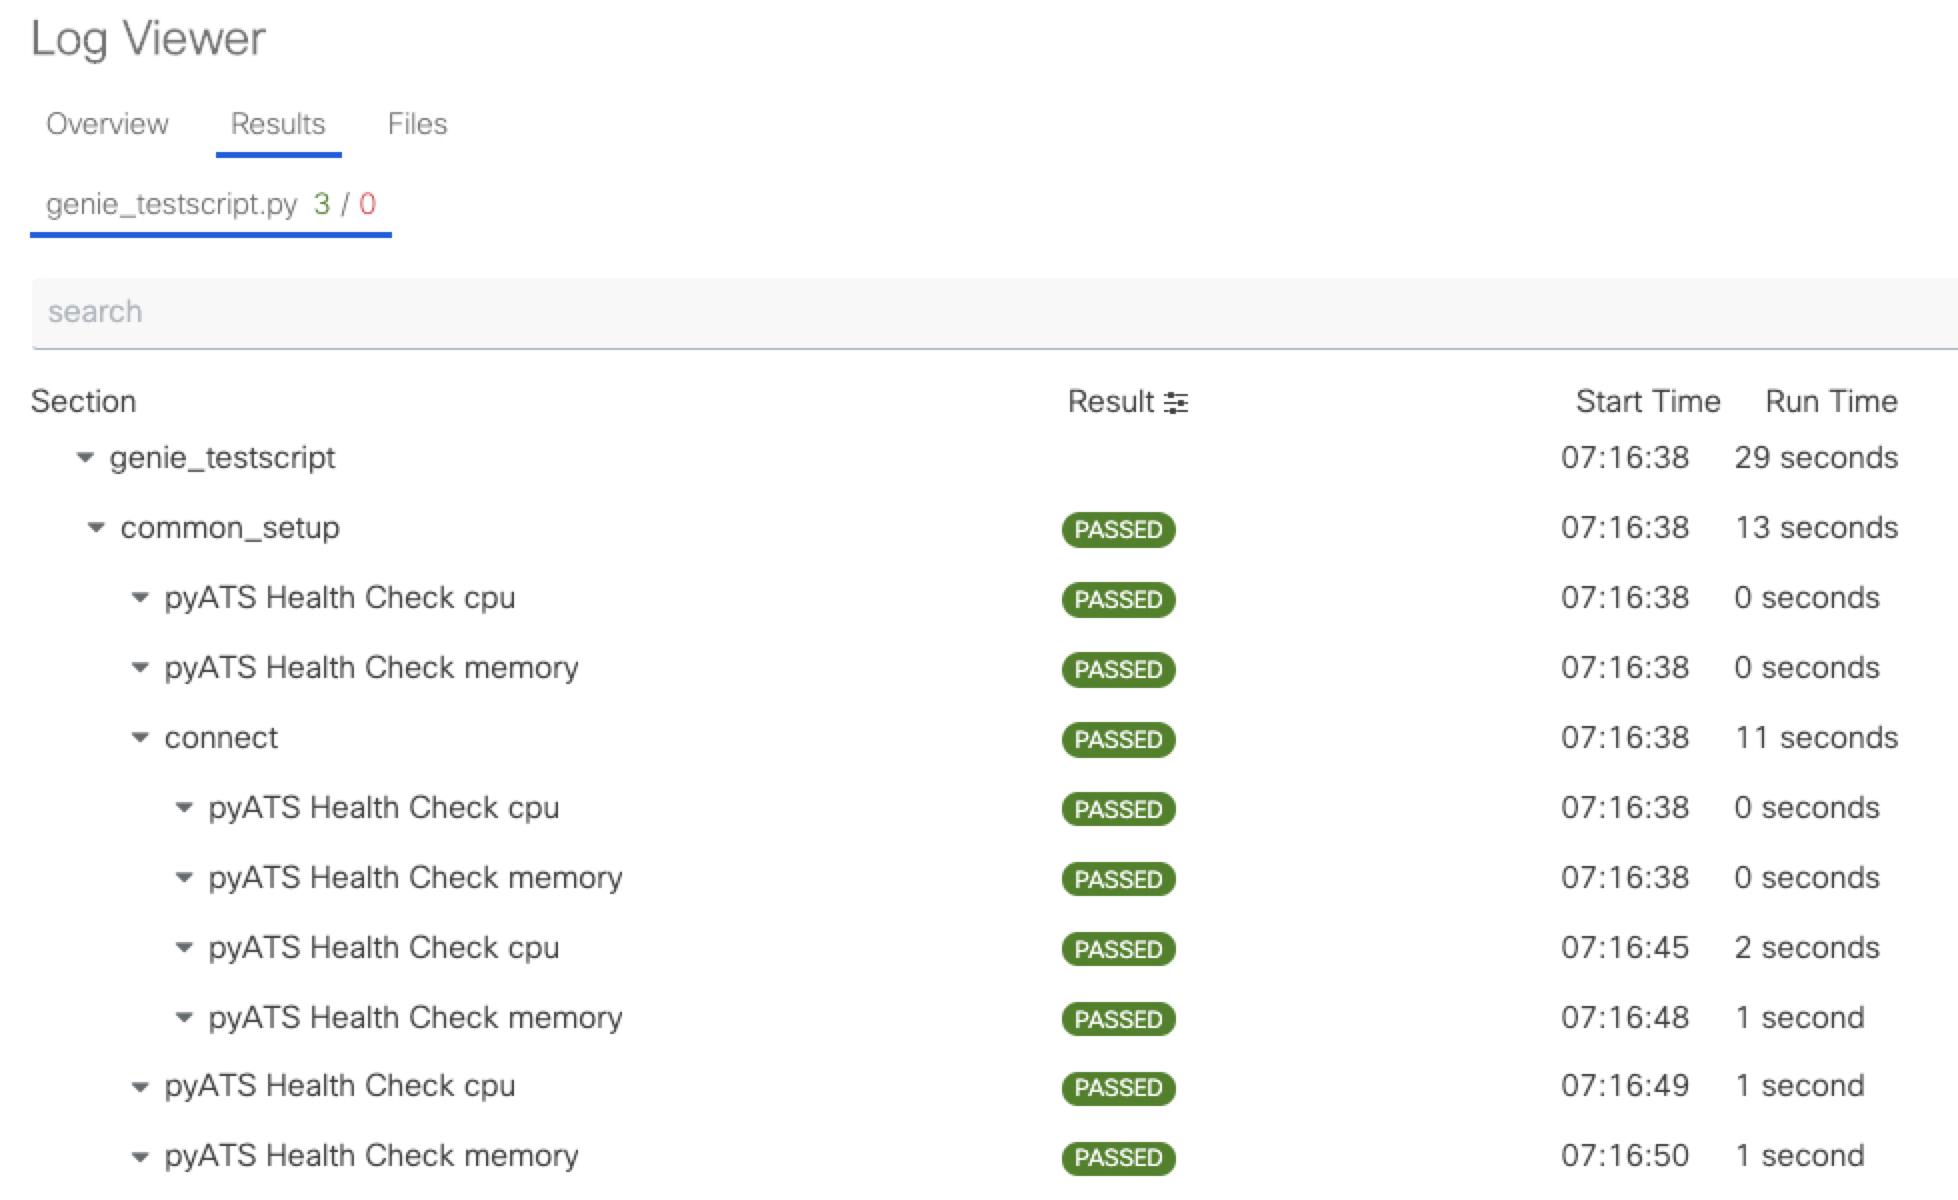 Log Viewer
Overview Results Files
genie_testscript.py 3 / 0
search
Section Result Start Time Run Time
genie_testscript 07:16:38 29 seconds
common_setup PASSED 07:16:38 13 seconds
pyATS Health Check cpu PASSED 07:16:38 0 seconds
pyATS Health Check memory PASSED 07:16:38 0 seconds
connect PASSED 07:16:38 11 seconds
pyATS Health Check cpu PASSED 07:16:38 0 seconds
pyATS Health Check memory PASSED 07:16:38 0 seconds
pyATS Health Check cpu PASSED 07:16:45 2 seconds
pyATS Health Check memory PASSED 07:16:48 1 second
pyATS Health Check cpu PASSED 07:16:49 1 second
pyATS Health Check memory PASSED 07:16:50 1 second